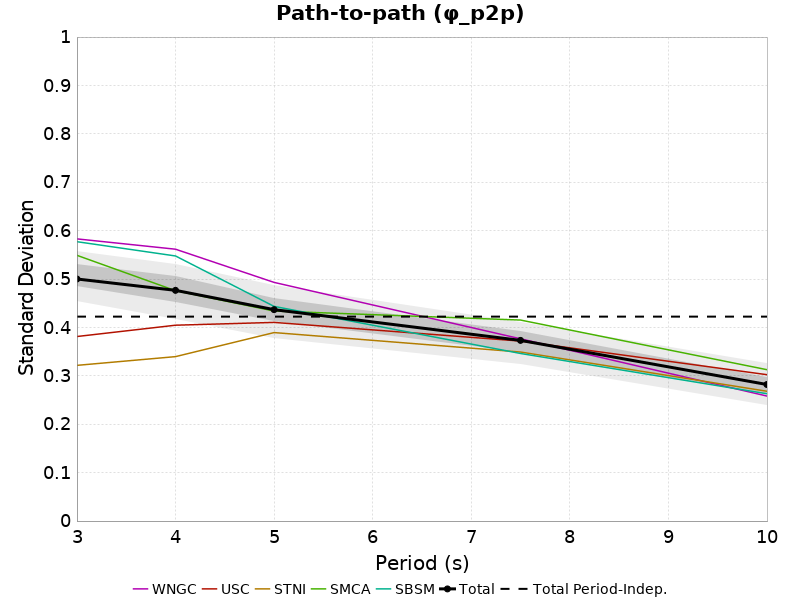 Path-to-path (φ_p2p)
Standard Deviation
1
0.9
0.8
0.7
0.6
0.5
0.4
0.3
0.2
0.1
0
3 4 5 6 7 8 9 10
Period (s)
WNGC USC STNI SMCA SBSM Total Total Period-Indep.